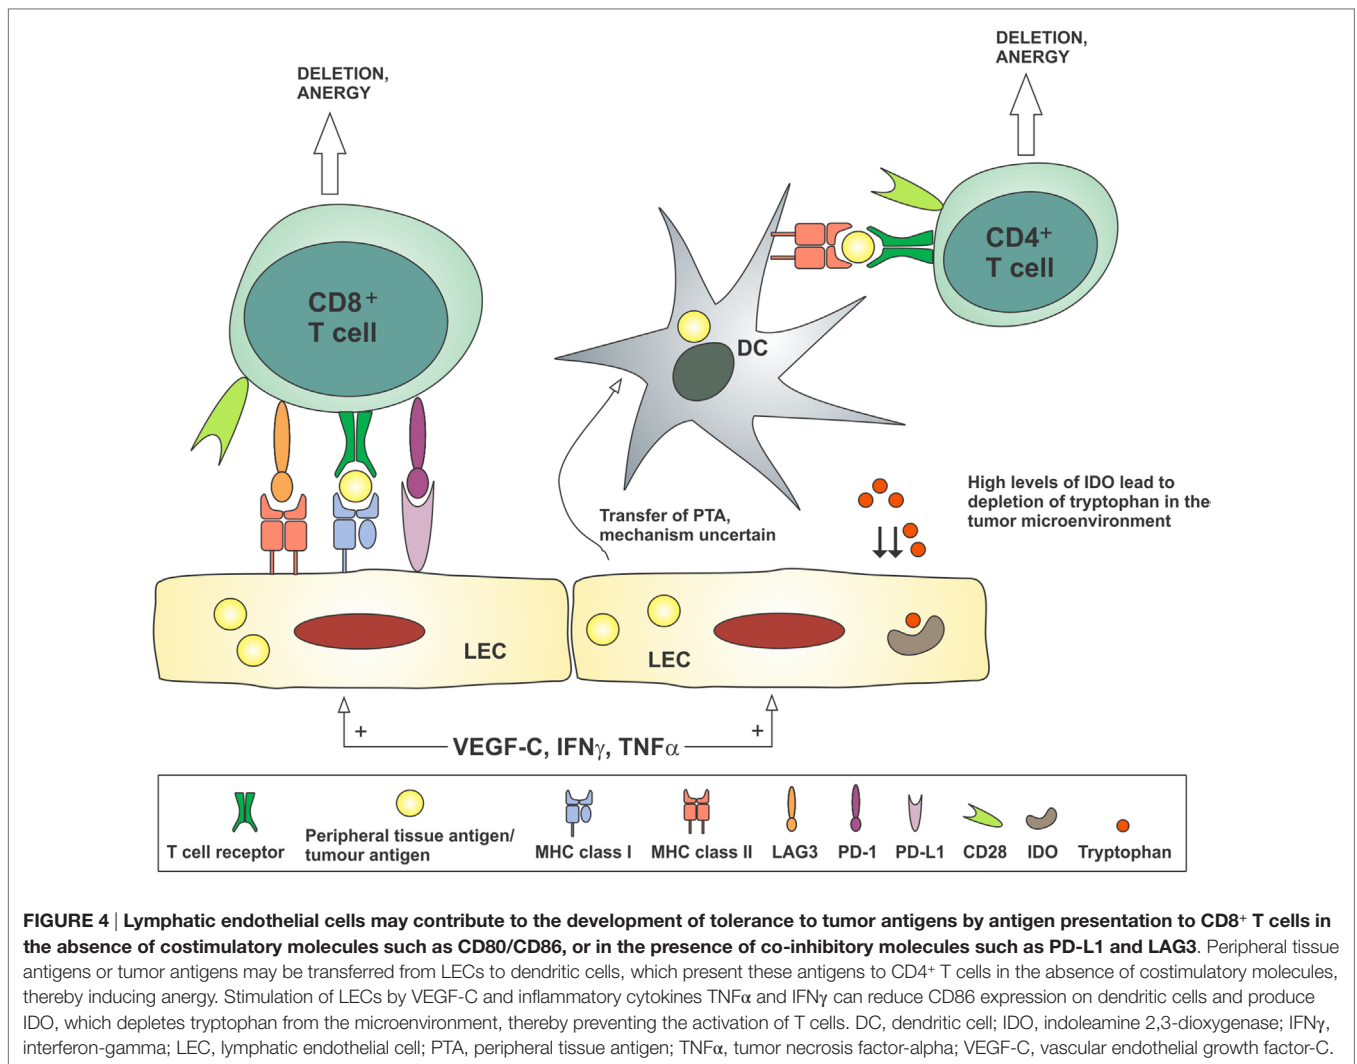 DELETION,
ANERGY
DELETION,
ANERGY
CD8+
T cell
CD4+
T cell
DC
Transfer of PTA,
mechanism uncertain
High levels of IDO lead to
depletion of tryptophan in the
tumor microenvironment
LEC
LEC
+
+
VEGF-C, IFNγ, TNFα
T cell receptor
Peripheral tissue antigen/
tumour antigen
MHC class I
MHC class II
LAG3
PD-1
PD-L1
CD28
IDO
Tryptophan
FIGURE 4 | Lymphatic endothelial cells may contribute to the development of tolerance to tumor antigens by antigen presentation to CD8+ T cells in
the absence of costimulatory molecules such as CD80/CD86, or in the presence of co-inhibitory molecules such as PD-L1 and LAG3. Peripheral tissue
antigens or tumor antigens may be transferred from LECs to dendritic cells, which present these antigens to CD4+ T cells in the absence of costimulatory molecules,
thereby inducing anergy. Stimulation of LECs by VEGF-C and inflammatory cytokines TNFα and IFNγ can reduce CD86 expression on dendritic cells and produce
IDO, which depletes tryptophan from the microenvironment, thereby preventing the activation of T cells. DC, dendritic cell; IDO, indoleamine 2,3-dioxygenase; IFNγ,
interferon-gamma; LEC, lymphatic endothelial cell; PTA, peripheral tissue antigen; TNFα, tumor necrosis factor-alpha; VEGF-C, vascular endothelial growth factor-C.